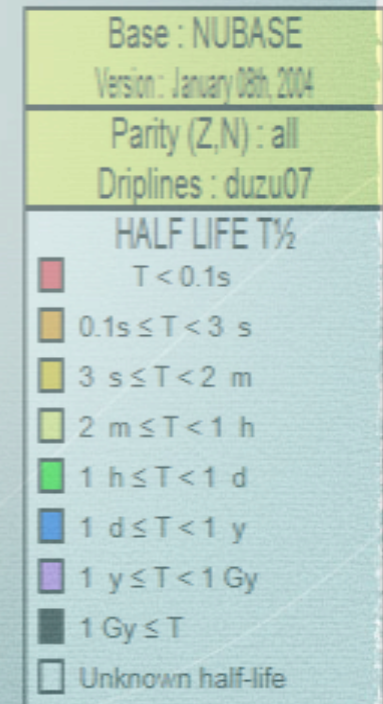 Base : NUBASE
Version : January 08th, 2004
Parity (Z,N) : all
Driplines : duzu07
HALF LIFE T½
T < 0.1s
0.1s ≤ T < 3 s
3 s ≤ T < 2 m
2 m ≤ T < 1 h
1 h ≤ T < 1 d
1 d ≤ T < 1 y
1 y ≤ T < 1 Gy
1 Gy ≤ T
Unknown half-life